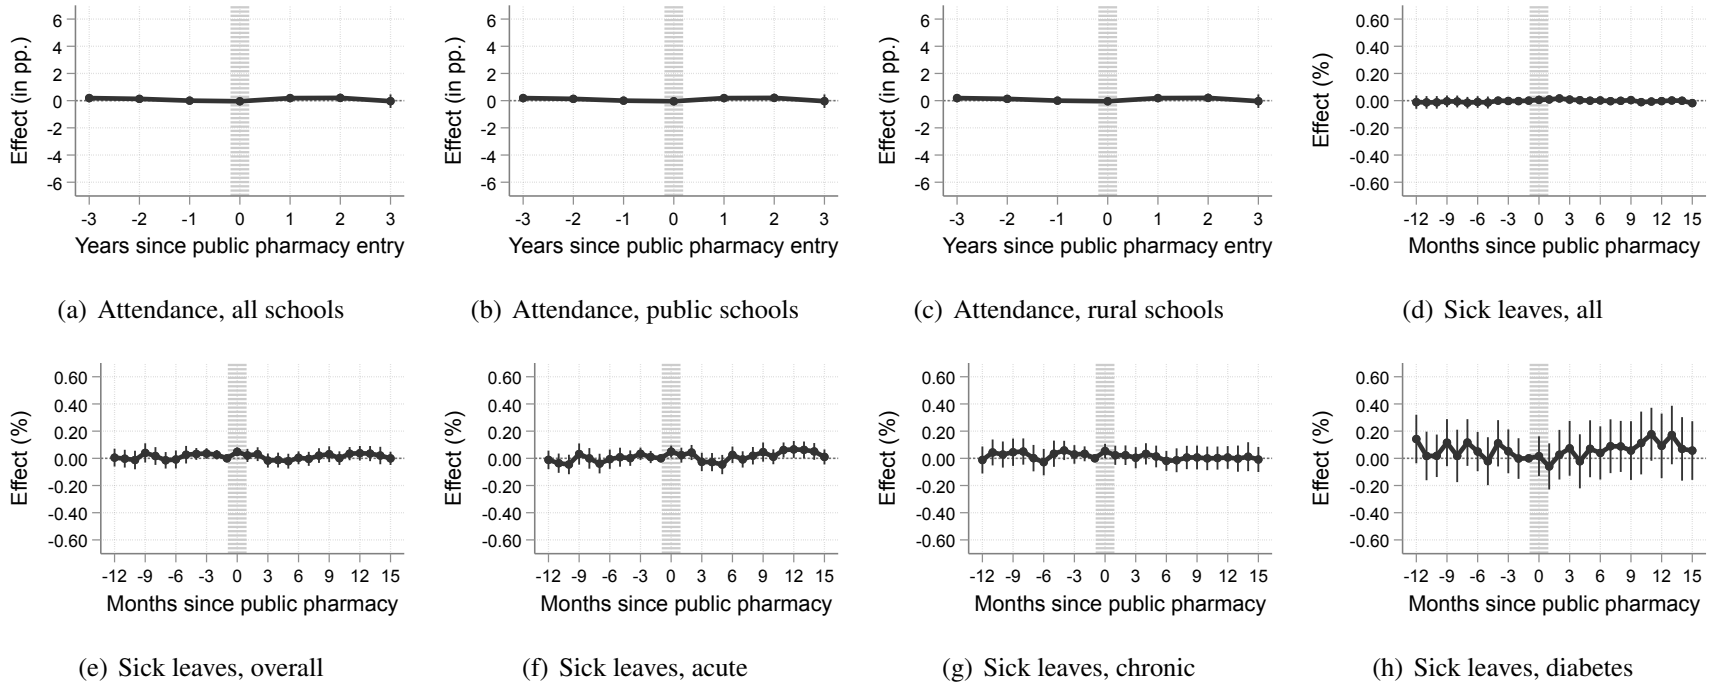 6
4
2
0
-2
-4
-6
Effect (in pp.)
-3 -2 -1 0 1 2 3
Years since public pharmacy entry
(a) Attendance, all schools
6
4
2
0
-2
-4
-6
Effect (in pp.)
-3 -2 -1 0 1 2 3
Years since public pharmacy entry
(b) Attendance, public schools
6
4
2
0
-2
-4
-6
Effect (in pp.)
-3 -2 -1 0 1 2 3
Years since public pharmacy entry
(c) Attendance, rural schools
0.60
0.40
0.20
0.00
-0.20
-0.40
-0.60
Effect (%)
-12 -9 -6 -3 0 3 6 9 12 15
Months since public pharmacy
(d) Sick leaves, all
0.60
0.40
0.20
0.00
-0.20
-0.40
-0.60
Effect (%)
-12 -9 -6 -3 0 3 6 9 12 15
Months since public pharmacy
(e) Sick leaves, overall
0.60
0.40
0.20
0.00
-0.20
-0.40
-0.60
Effect (%)
-12 -9 -6 -3 0 3 6 9 12 15
Months since public pharmacy
(f) Sick leaves, acute
0.60
0.40
0.20
0.00
-0.20
-0.40
-0.60
Effect (%)
-12 -9 -6 -3 0 3 6 9 12 15
Months since public pharmacy
(g) Sick leaves, chronic
0.60
0.40
0.20
0.00
-0.20
-0.40
-0.60
Effect (%)
-12 -9 -6 -3 0 3 6 9 12 15
Months since public pharmacy
(h) Sick leaves, diabetes